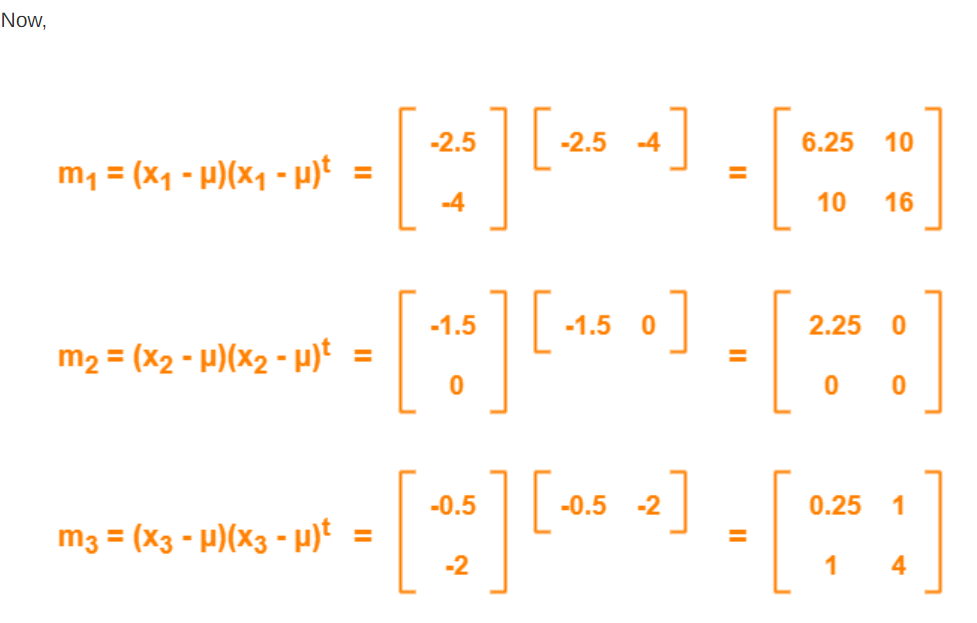 Now,
m₁ = (x₁ - μ)(x₁ - μ)ᵗ = [ -2.5 ] [ -2.5 -4 ] = [ 6.25 10 ]
[ -4 ] [ 10 16 ]
m₂ = (x₂ - μ)(x₂ - μ)ᵗ = [ -1.5 ] [ -1.5 0 ] = [ 2.25 0 ]
[ 0 ] [ 0 0 ]
m₃ = (x₃ - μ)(x₃ - μ)ᵗ = [ -0.5 ] [ -0.5 -2 ] = [ 0.25 1 ]
[ -2 ] [ 1 4 ]